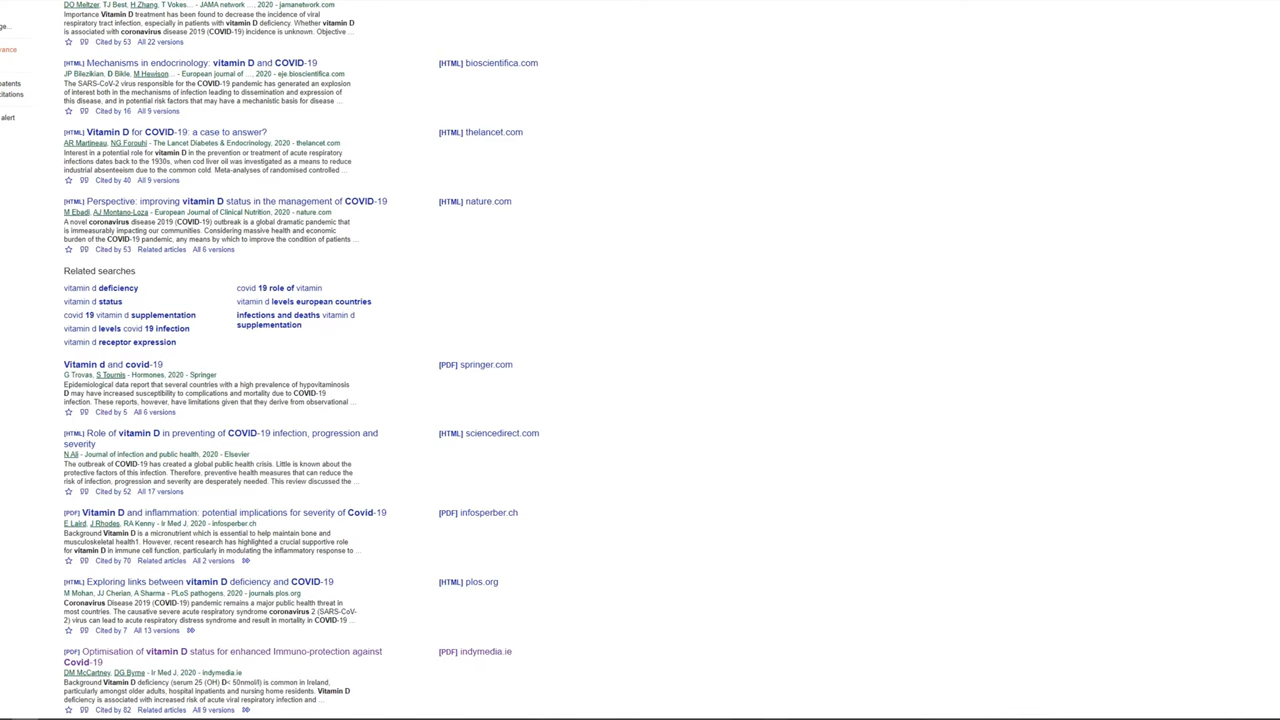 DO Meltzer, TJ Best, H Zhang, T Vokes... - JAMA network ..., 2020 - jamanetwork.com
Importance Vitamin D treatment has been found to decrease the incidence of viral
respiratory tract infection, especially in patients with vitamin D deficiency. Whether vitamin D
is associated with coronavirus disease 2019 (COVID-19) incidence is unknown. Objective ...
Cited by 53 All 22 versions
ge...
vance
patents
citations
alert
[HTML] Mechanisms in endocrinology: vitamin D and COVID-19
[HTML] bioscientifica.com
JP Bilezikian, D Bikle, M Hewison... - European journal of ..., 2020 - eje.bioscientifica.com
The SARS-CoV-2 virus responsible for the COVID-19 pandemic has generated an explosion
of interest both in the mechanisms of infection leading to dissemination and expression of
this disease, and in potential risk factors that may have a mechanistic basis for disease ...
Cited by 16 All 9 versions
[HTML] Vitamin D for COVID-19: a case to answer?
[HTML] thelancet.com
AR Martineau, NG Forouhi - The Lancet Diabetes & Endocrinology, 2020 - thelancet.com
Interest in a potential role for vitamin D in the prevention or treatment of acute respiratory
infections dates back to the 1930s, when cod liver oil was investigated as a means to reduce
industrial absenteeism due to the common cold. Meta-analyses of randomised controlled ...
Cited by 40 All 9 versions
[HTML] Perspective: improving vitamin D status in the management of COVID-19
[HTML] nature.com
M Ebadi, AJ Montano-Loza - European Journal of Clinical Nutrition, 2020 - nature.com
A novel coronavirus disease 2019 (COVID-19) outbreak is a global dramatic pandemic that
is immeasurably impacting our communities. Considering massive health and economic
burden of the COVID-19 pandemic, any means by which to improve the condition of patients ...
Cited by 53 Related articles All 6 versions
Related searches
vitamin d deficiency
vitamin d status
covid 19 vitamin d supplementation
vitamin d levels covid 19 infection
vitamin d receptor expression
covid 19 role of vitamin
vitamin d levels european countries
infections and deaths vitamin d
supplementation
Vitamin d and covid-19
[PDF] springer.com
G Trovas, S Tournis - Hormones, 2020 - Springer
Epidemiological data report that several countries with a high prevalence of hypovitaminosis
D may have increased susceptibility to complications and mortality due to COVID-19
infection. These reports, however, have limitations given that they derive from observational ...
Cited by 5 All 6 versions
[HTML] Role of vitamin D in preventing of COVID-19 infection, progression and
severity
[HTML] sciencedirect.com
N Ali - Journal of infection and public health, 2020 - Elsevier
The outbreak of COVID-19 has created a global public health crisis. Little is known about the
protective factors of this infection. Therefore, preventive health measures that can reduce the
risk of infection, progression and severity are desperately needed. This review discussed the ...
Cited by 52 All 17 versions
[PDF] Vitamin D and inflammation: potential implications for severity of Covid-19
[PDF] infosperber.ch
E Laird, J Rhodes, RA Kenny - Ir Med J, 2020 - infosperber.ch
Background Vitamin D is a micronutrient which is essential to help maintain bone and
musculoskeletal health1. However, recent research has highlighted a crucial supportive role
for vitamin D in immune cell function, particularly in modulating the inflammatory response to ...
Cited by 70 Related articles All 2 versions
[HTML] Exploring links between vitamin D deficiency and COVID-19
[HTML] plos.org
M Mohan, JJ Cherian, A Sharma - PLoS pathogens, 2020 - journals.plos.org
Coronavirus Disease 2019 (COVID-19) pandemic remains a major public health threat in
most countries. The causative severe acute respiratory syndrome coronavirus 2 (SARS-CoV-
2) virus can lead to acute respiratory distress syndrome and result in mortality in COVID-19 ...
Cited by 7 All 13 versions
[PDF] Optimisation of vitamin D status for enhanced Immuno-protection against
Covid-19
[PDF] indymedia.ie
DM McCartney, DG Byrne - Ir Med J, 2020 - indymedia.ie
Background Vitamin D deficiency (serum 25 (OH) D< 50nmol/l) is common in Ireland,
particularly amongst older adults, hospital inpatients and nursing home residents. Vitamin D
deficiency is associated with increased risk of acute viral respiratory infection and ...
Cited by 82 Related articles All 9 versions